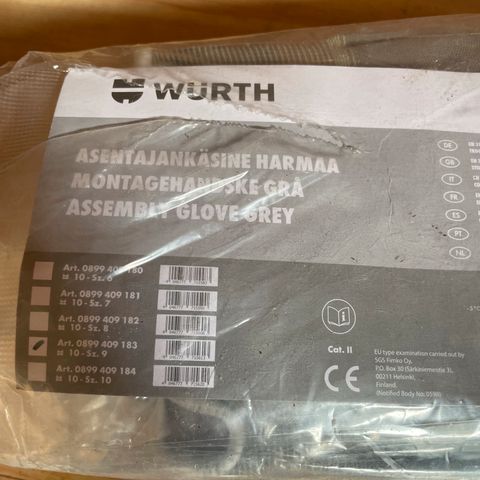 WÜRTH
ASENTAJANKÄSINE HARMAA
MONTAGEHANDSKE GRÅ
ASSEMBLY GLOVE GREY
Art. 0899 409 180
10 - Sz. 6
Art. 0899 409 181
10 - Sz. 7
Art. 0899 409 182
10 - Sz. 8
Art. 0899 409 183
10 - Sz. 9
Art. 0899 409 184
10 - Sz. 10
DE
GB
IT
FR
ES
PT
NL
Cat. II
CE
EU type examination carried out by
SGS Fimko Oy,
P.O. Box 30 (Särkiniementie 3),
00211 Helsinki,
Finland.
(Notified Body No. 0598)